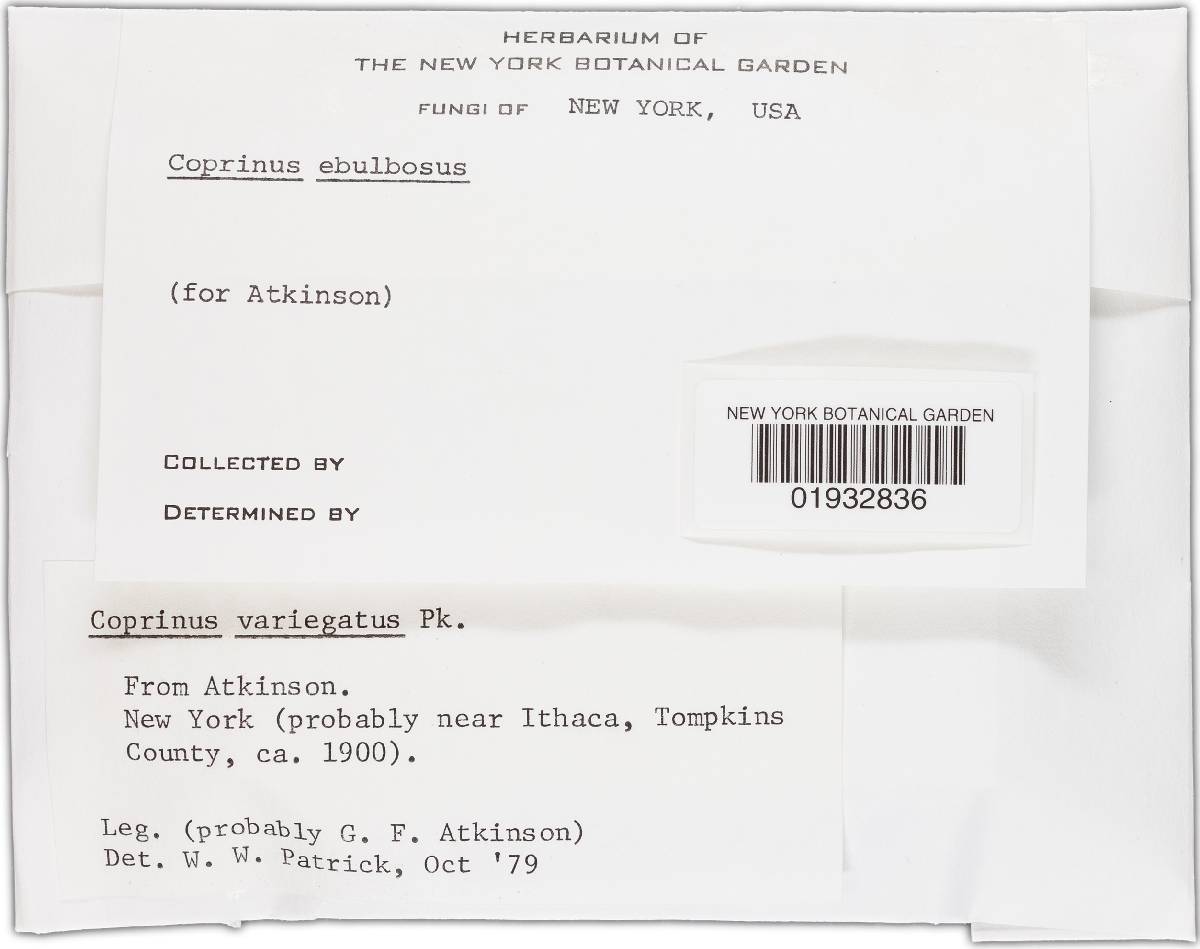 HERBARIUM OF
THE NEW YORK BOTANICAL GARDEN
FUNGI OF NEW YORK, USA
Coprinus ebulbosus
(for Atkinson)
NEW YORK BOTANICAL GARDEN
01932836
COLLECTED BY
DETERMINED BY
Coprinus variegatus Pk.
From Atkinson.
New York (probably near Ithaca, Tompkins
County, ca. 1900).
Leg. (probably G. F. Atkinson)
Det. W. W. Patrick, Oct '79